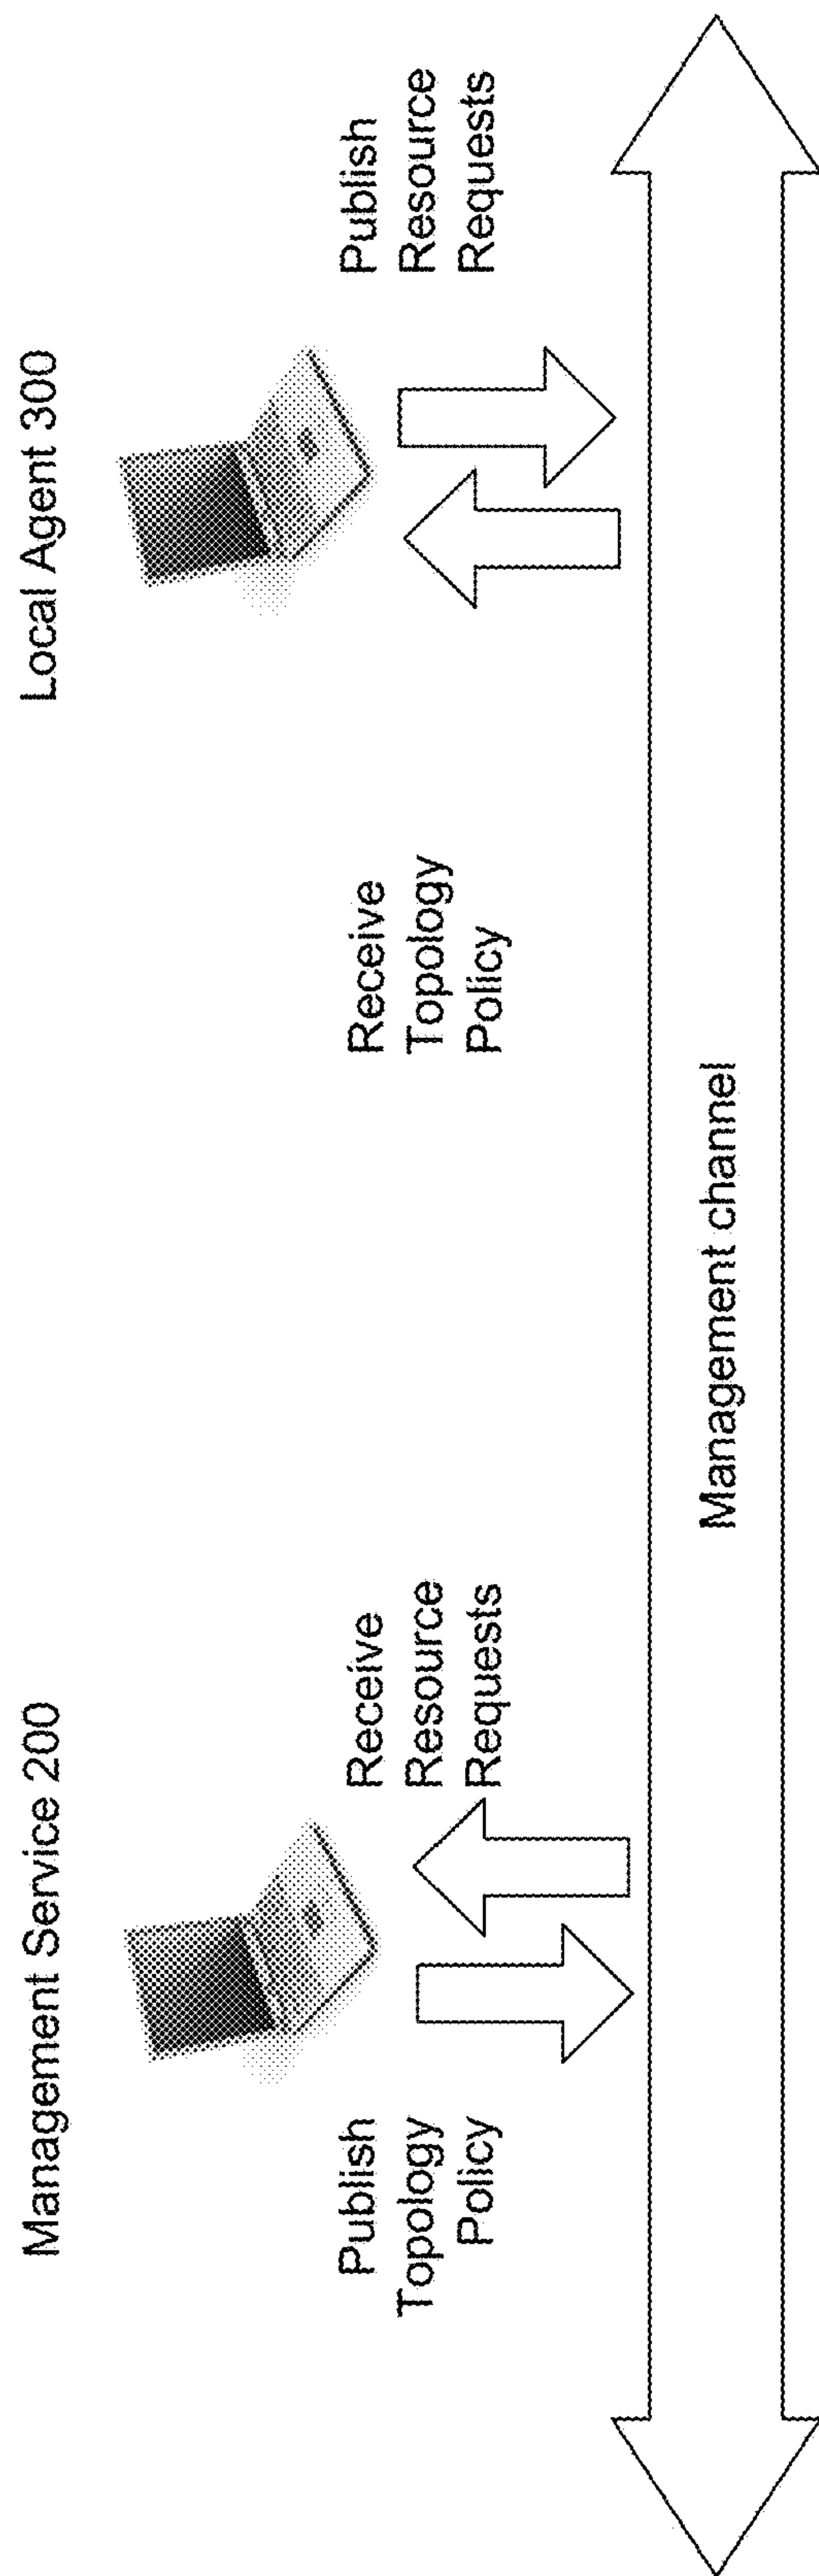 Management Service 200
Local Agent 300
Publish
Topology
Policy
Receive
Resource
Requests
Receive
Topology
Policy
Publish
Resource
Requests
Management channel